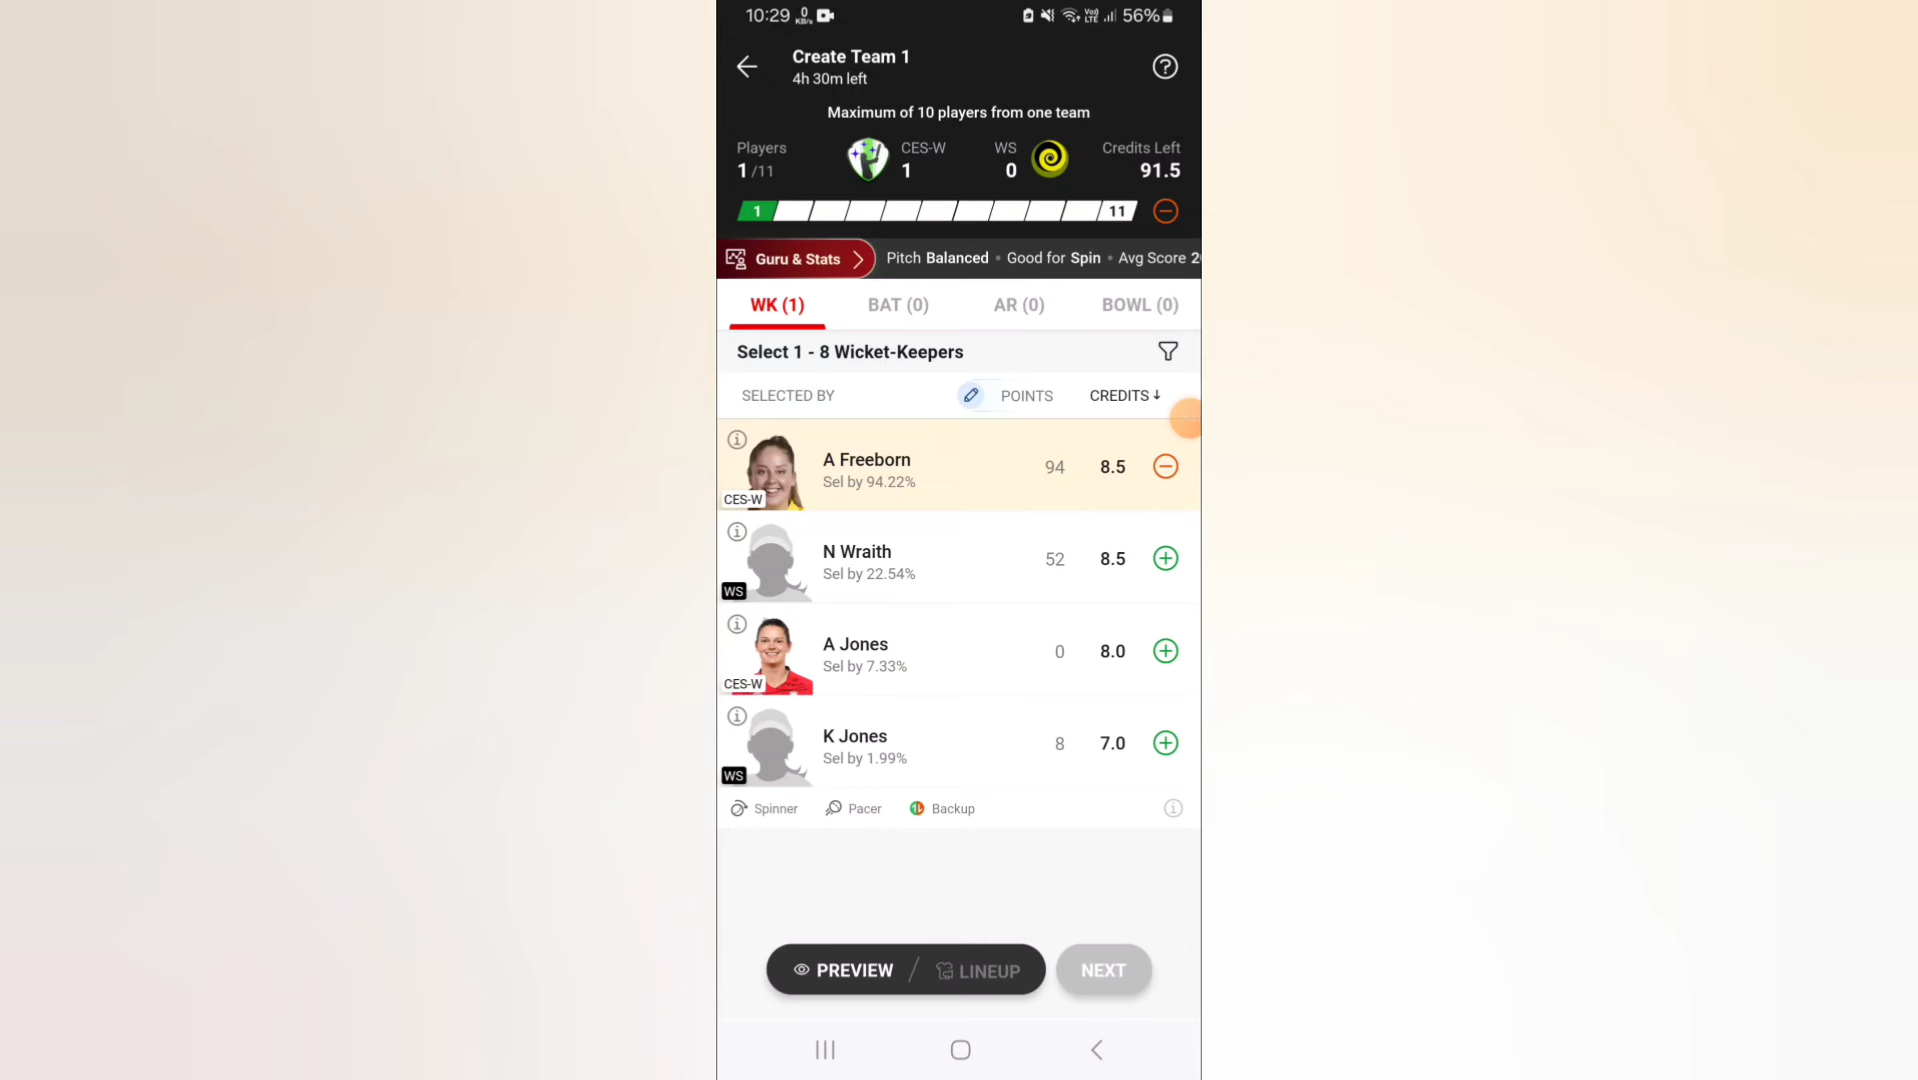 10:29 0 KB/s Vo) LTE 56%
Create Team 1
4h 30m left
Maximum of 10 players from one team
Players CES-W WS Credits Left
1 /11 1 0 91.5
1 11
Guru & Stats Pitch Balanced • Good for Spin • Avg Score 2
WK (1) BAT (0) AR (0) BOWL (0)
Select 1 - 8 Wicket-Keepers
SELECTED BY POINTS CREDITS↓
A Freeborn 94 8.5
Sel by 94.22%
CES-W
N Wraith 52 8.5
Sel by 22.54%
WS
A Jones 0 8.0
Sel by 7.33%
CES-W
K Jones 8 7.0
Sel by 1.99%
WS
Spinner Pacer Backup
PREVIEW / LINEUP NEXT